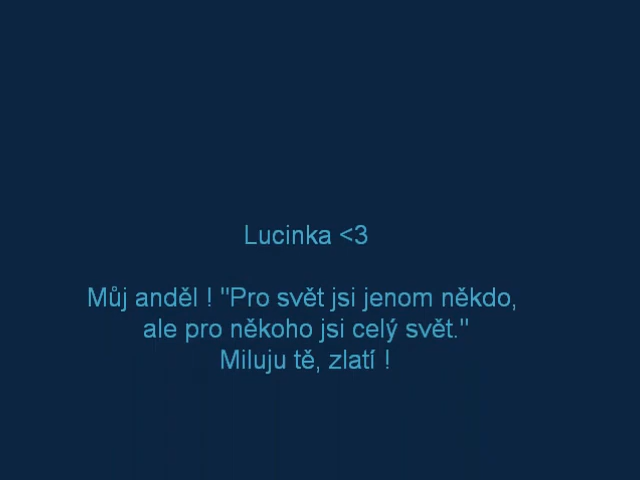 Lucinka <3
Můj anděl ! "Pro svět jsi jenom někdo,
ale pro někoho jsi celý svět."
Miluju tě, zlatí !